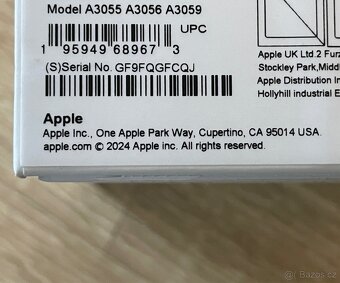 Model A3055 A3056 A3059
UPC
1 95949 68967 3
(S)Serial No. GF9FQGFCQJ
Apple UK Ltd 2 Fur
Stockley Park, Middl
Apple Distribution In
Hollyhill industrial E
Apple
Apple Inc., One Apple Park Way, Cupertino, CA 95014 USA.
apple.com © 2024 Apple inc. All rights reserved.
Bazos.cz